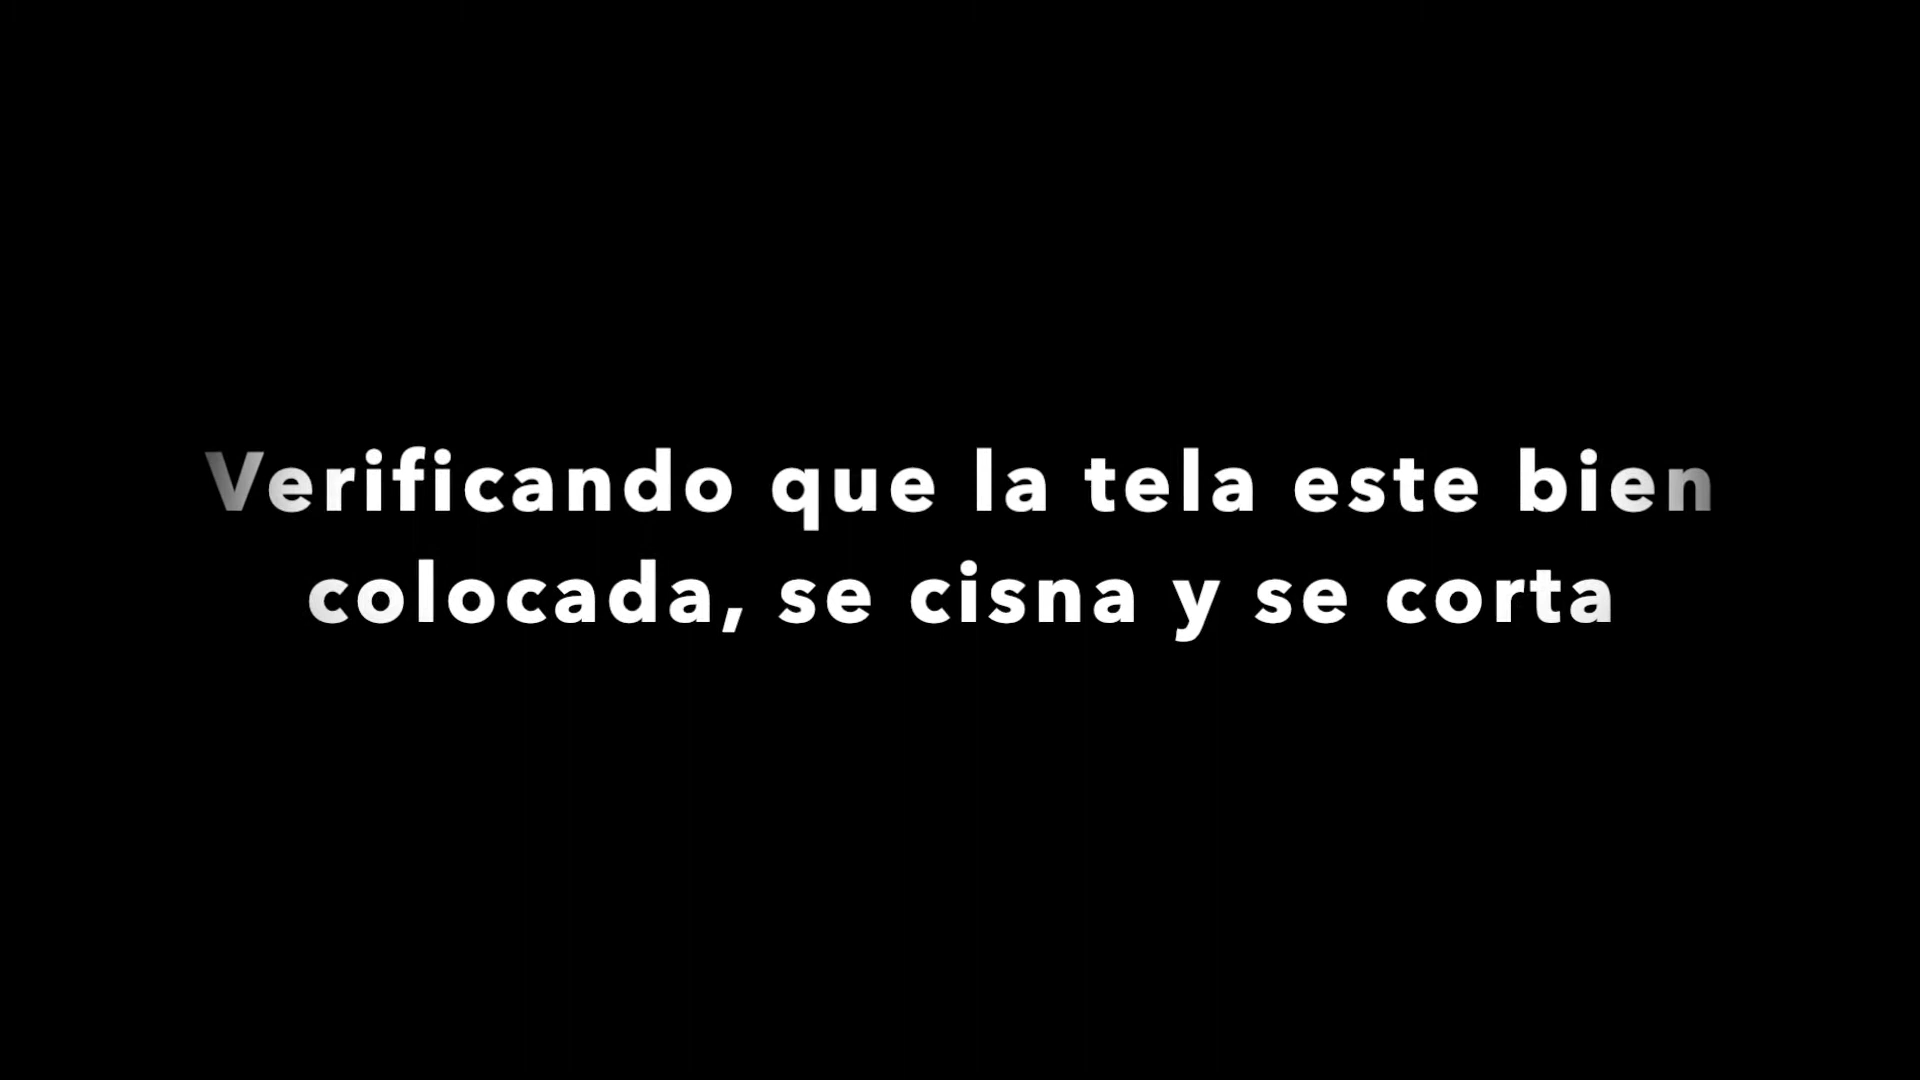 Verificando que la tela este bien
colocada, se cisna y se corta